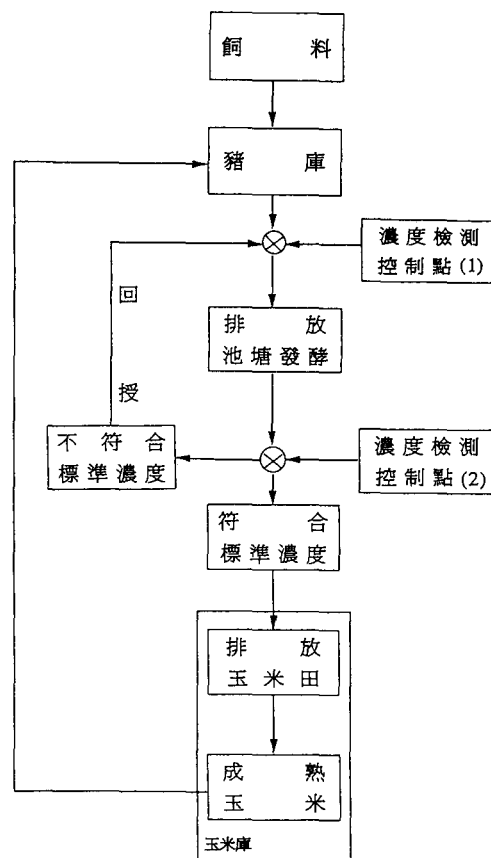 飼料
豬庫
濃度檢測
控制點(1)
回
授
排放
池塘發酵
不符合
標準濃度
濃度檢測
控制點(2)
符合
標準濃度
排放
玉米田
成熟
玉米
玉米庫